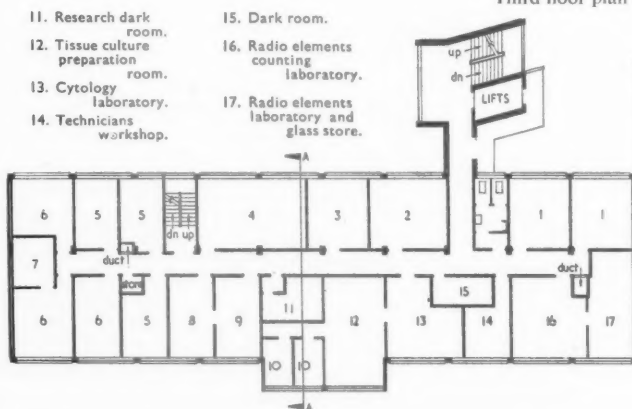 Third floor plan
11. Research dark
room.
12. Tissue culture
preparation
room.
13. Cytology
laboratory.
14. Technicians
workshop.
15. Dark room.
16. Radio elements
counting
laboratory.
17. Radio elements
laboratory and
glass store.
up
dn
LIFTS
A
6
5
5
dn up
4
3
2
1
1
7
duct
duct
store
15
11
6
6
5
8
9
12
13
14
16
17
10
10
A